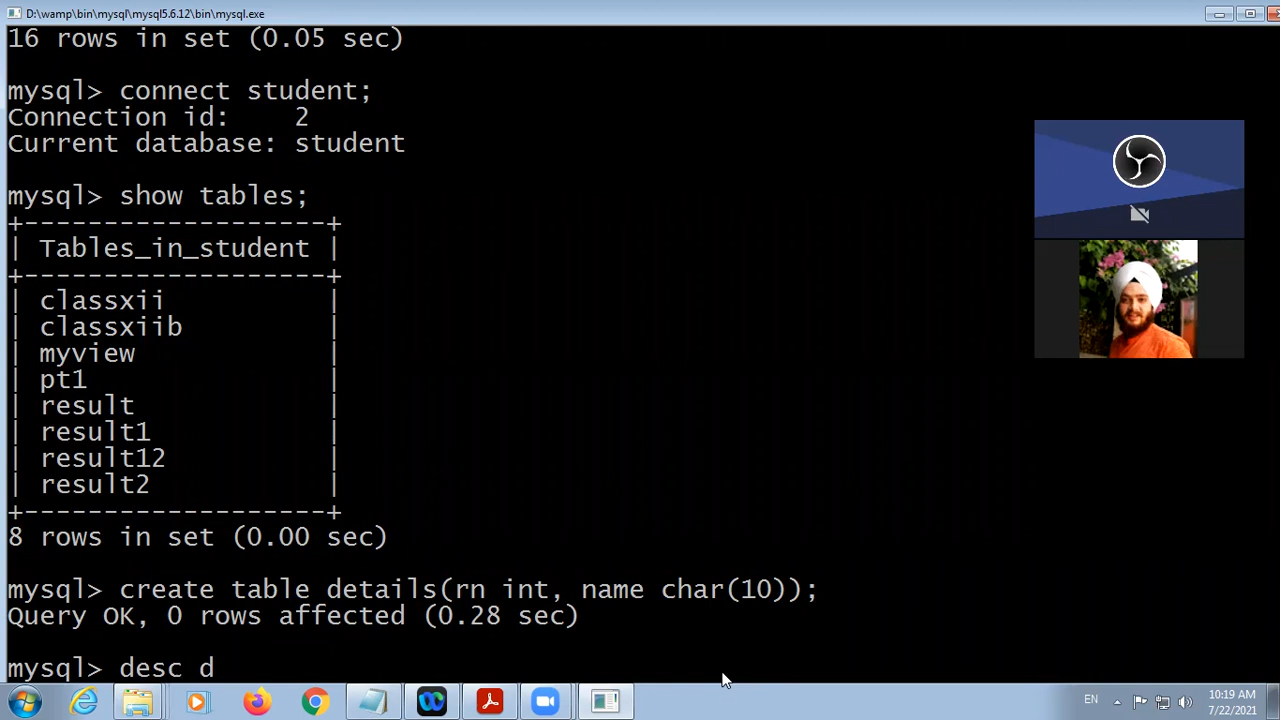 D:\wamp\bin\mysql\mysql5.6.12\bin\mysql.exe
16 rows in set (0.05 sec)
mysql> connect student;
Connection id:    2
Current database: student
mysql> show tables;
+-------------------+
| Tables_in_student |
+-------------------+
| classxii          |
| classxiib         |
| myview            |
| pt1               |
| result            |
| result1           |
| result12          |
| result2           |
+-------------------+
8 rows in set (0.00 sec)
mysql> create table details(rn int, name char(10));
Query OK, 0 rows affected (0.28 sec)
mysql> desc d
EN
10:19 AM
7/22/2021